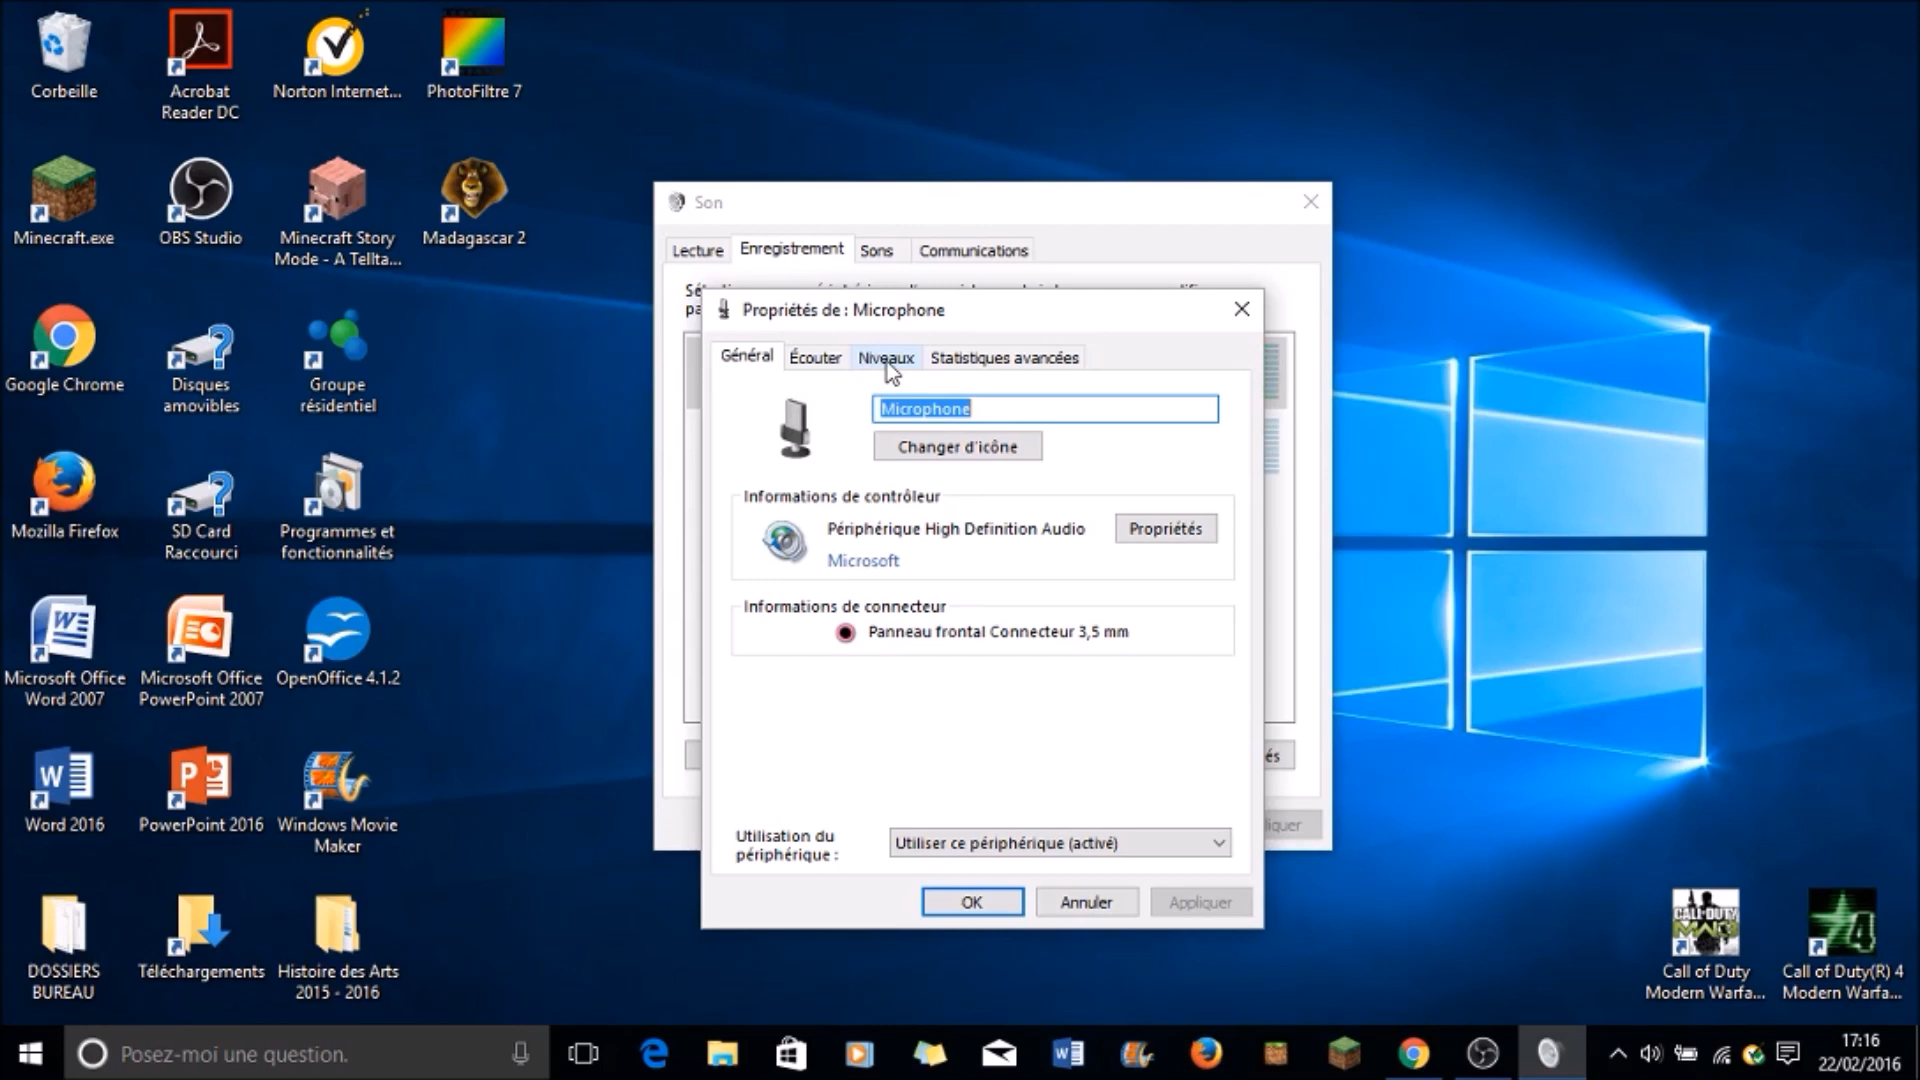 Corbeille
Acrobat
Reader DC
Norton Internet...
PhotoFiltre 7
Minecraft.exe
OBS Studio
Minecraft Story
Mode - A Tellta...
Madagascar 2
Google Chrome
Disques
amovibles
Groupe
résidentiel
Mozilla Firefox
SD Card
Raccourci
Programmes et
fonctionnalités
Microsoft Office
Word 2007
Microsoft Office
PowerPoint 2007
OpenOffice 4.1.2
Word 2016
PowerPoint 2016
Windows Movie
Maker
DOSSIERS
BUREAU
Téléchargements
Histoire des Arts
2015 - 2016
Son
Lecture
Enregistrement
Sons
Communications
Propriétés de : Microphone
Général
Écouter
Niveaux
Statistiques avancées
Microphone
Changer d'icône
Informations de contrôleur
Périphérique High Definition Audio
Propriétés
Microsoft
Informations de connecteur
Panneau frontal Connecteur 3,5 mm
Utilisation du
périphérique :
Utiliser ce périphérique (activé)
OK
Annuler
Appliquer
CALL OF DUTY
MW3
Call of Duty
Modern Warfa...
4
Call of Duty(R) 4
Modern Warfa...
Posez-moi une question.
17:16
22/02/2016